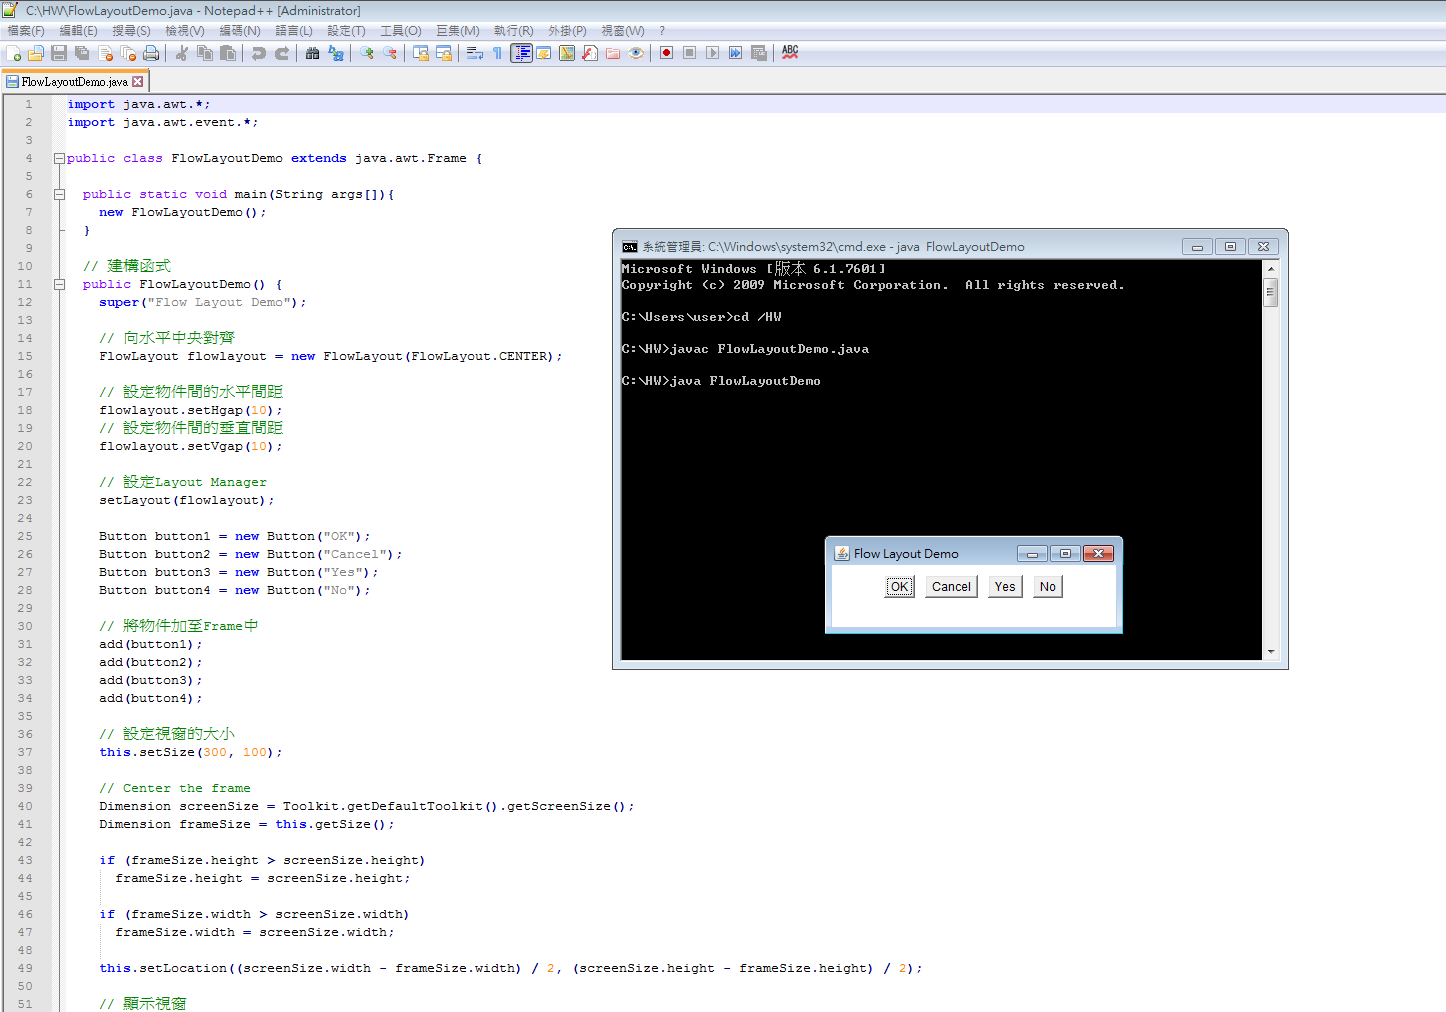 C:\HW\FlowLayoutDemo.java - Notepad++ [Administrator]
檔案(F) 編輯(E) 搜尋(S) 檢視(V) 編碼(N) 語言(L) 設定(T) 工具(O) 巨集(M) 執行(R) 外掛(P) 視窗(W) ?
ABC
FlowLayoutDemo.java
1 import java.awt.*;
2 import java.awt.event.*;
3
4 public class FlowLayoutDemo extends java.awt.Frame {
5
6 public static void main(String args[]){
7 new FlowLayoutDemo();
8 }
9
10 // 建構函式
11 public FlowLayoutDemo() {
12 super("Flow Layout Demo");
13
14 // 向水平中央對齊
15 FlowLayout flowlayout = new FlowLayout(FlowLayout.CENTER);
16
17 // 設定物件間的水平間距
18 flowlayout.setHgap(10);
19 // 設定物件間的垂直間距
20 flowlayout.setVgap(10);
21
22 // 設定Layout Manager
23 setLayout(flowlayout);
24
25 Button button1 = new Button("OK");
26 Button button2 = new Button("Cancel");
27 Button button3 = new Button("Yes");
28 Button button4 = new Button("No");
29
30 // 將物件加至Frame中
31 add(button1);
32 add(button2);
33 add(button3);
34 add(button4);
35
36 // 設定視窗的大小
37 this.setSize(300, 100);
38
39 // Center the frame
40 Dimension screenSize = Toolkit.getDefaultToolkit().getScreenSize();
41 Dimension frameSize = this.getSize();
42
43 if (frameSize.height > screenSize.height)
44 frameSize.height = screenSize.height;
45
46 if (frameSize.width > screenSize.width)
47 frameSize.width = screenSize.width;
48
49 this.setLocation((screenSize.width - frameSize.width) / 2, (screenSize.height - frameSize.height) / 2);
50
51 // 顯示視窗
系統管理員: C:\Windows\system32\cmd.exe - java FlowLayoutDemo
Microsoft Windows [版本 6.1.7601]
Copyright (c) 2009 Microsoft Corporation. All rights reserved.
C:\Users\user>cd /HW
C:\HW>javac FlowLayoutDemo.java
C:\HW>java FlowLayoutDemo
Flow Layout Demo
OK Cancel Yes No